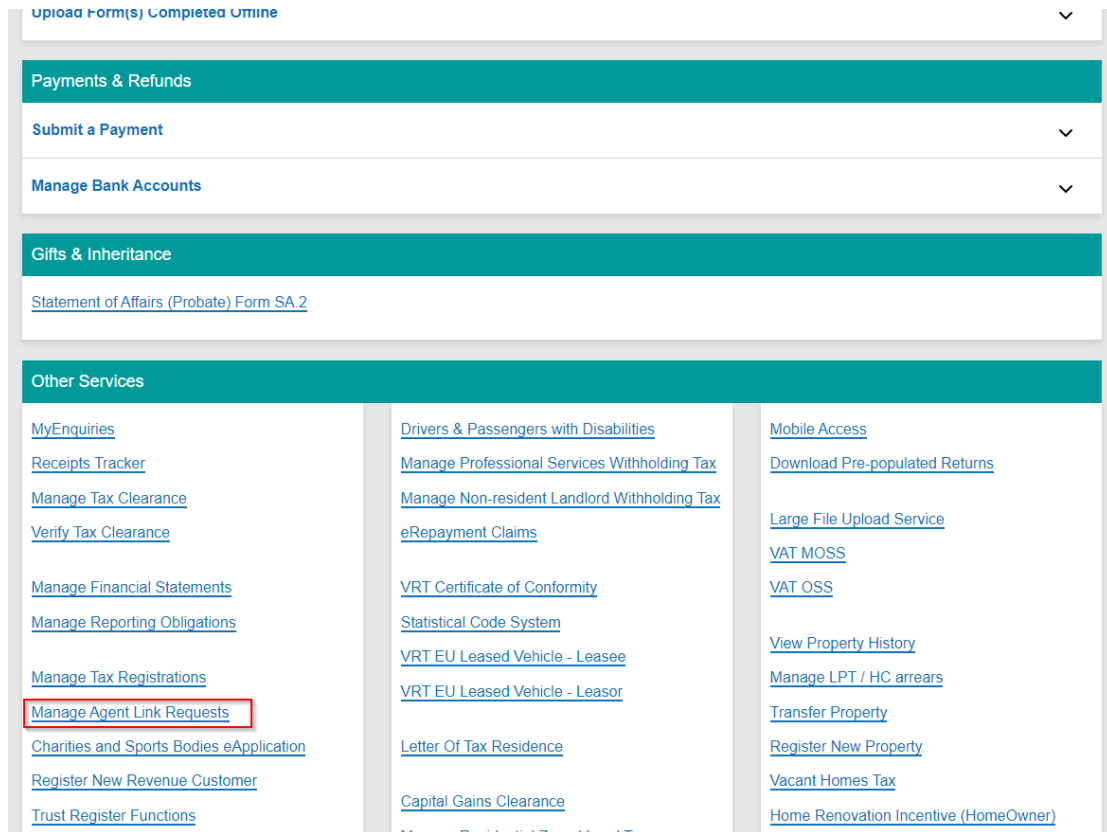 Upload Form(s) Completed Offline
Payments & Refunds
Submit a Payment
Manage Bank Accounts
Gifts & Inheritance
Statement of Affairs (Probate) Form SA.2
Other Services
MyEnquiries
Receipts Tracker
Manage Tax Clearance
Verify Tax Clearance
Manage Financial Statements
Manage Reporting Obligations
Manage Tax Registrations
Manage Agent Link Requests
Charities and Sports Bodies eApplication
Register New Revenue Customer
Trust Register Functions
Drivers & Passengers with Disabilities
Manage Professional Services Withholding Tax
Manage Non-resident Landlord Withholding Tax
eRepayment Claims
VRT Certificate of Conformity
Statistical Code System
VRT EU Leased Vehicle - Leasee
VRT EU Leased Vehicle - Leasor
Letter Of Tax Residence
Capital Gains Clearance
Mobile Access
Download Pre-populated Returns
Large File Upload Service
VAT MOSS
VAT OSS
View Property History
Manage LPT / HC arrears
Transfer Property
Register New Property
Vacant Homes Tax
Home Renovation Incentive (HomeOwner)